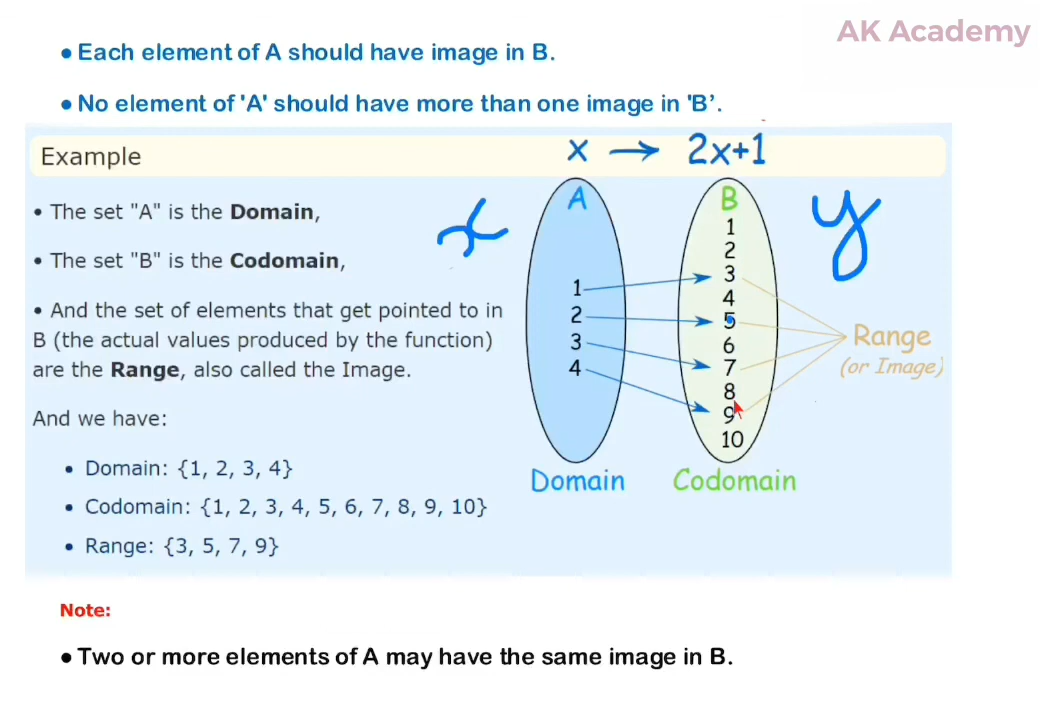 AK Academy
• Each element of A should have image in B.
• No element of 'A' should have more than one image in 'B’.
Example
x → 2x+1
• The set "A" is the Domain,
• The set "B" is the Codomain,
• And the set of elements that get pointed to in
B (the actual values produced by the function)
are the Range, also called the Image.
And we have:
• Domain: {1, 2, 3, 4}
• Codomain: {1, 2, 3, 4, 5, 6, 7, 8, 9, 10}
• Range: {3, 5, 7, 9}
x
A
1
2
3
4
Domain
B
1
2
3
4
5
6
7
8
9
10
Codomain
y
Range
(or Image)
Note:
• Two or more elements of A may have the same image in B.